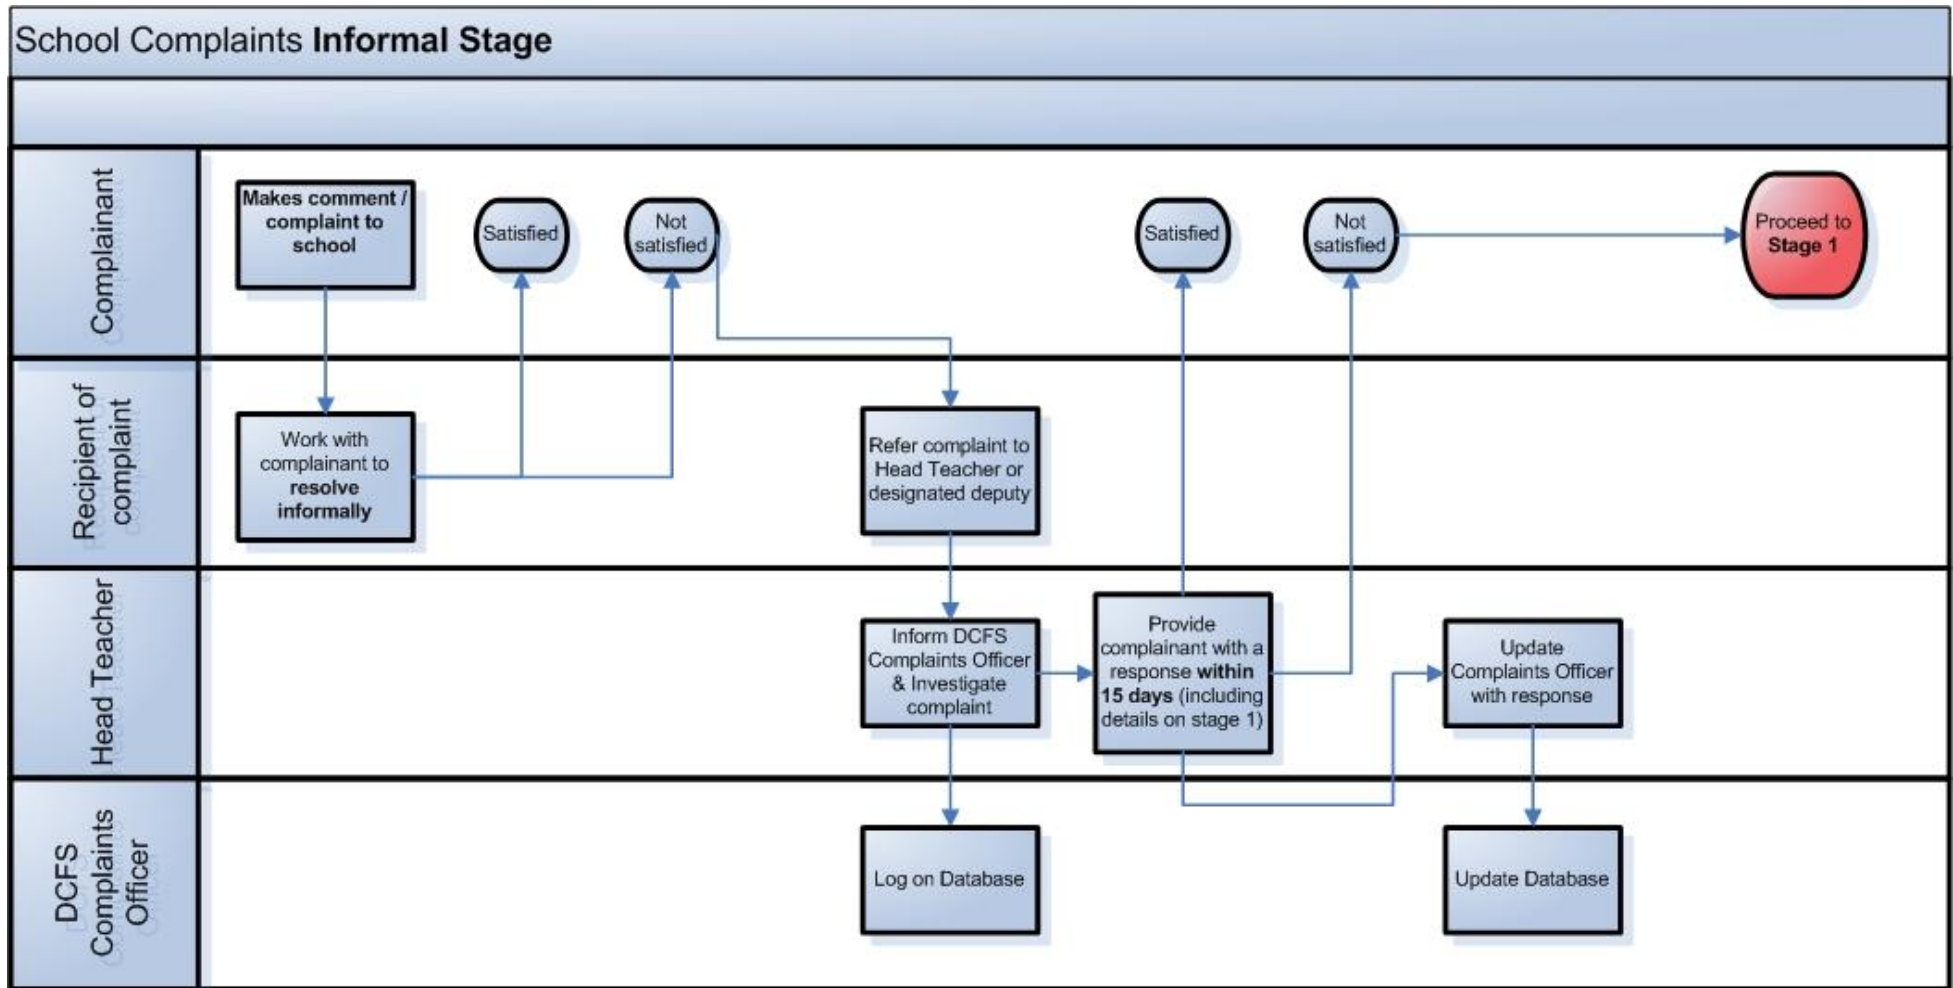 School Complaints Informal Stage
Complainant
Makes comment /
complaint to
school
Satisfied
Not
satisfied
Satisfied
Not
satisfied
Proceed to
Stage 1
Recipient of
complaint
Work with
complainant to
resolve
informally
Refer complaint to
Head Teacher or
designated deputy
Head Teacher
Inform DCFS
Complaints Officer
& Investigate
complaint
Provide
complainant with a
response within
15 days (including
details on stage 1)
Update
Complaints Officer
with response
DCFS
Complaints
Officer
Log on Database
Update Database